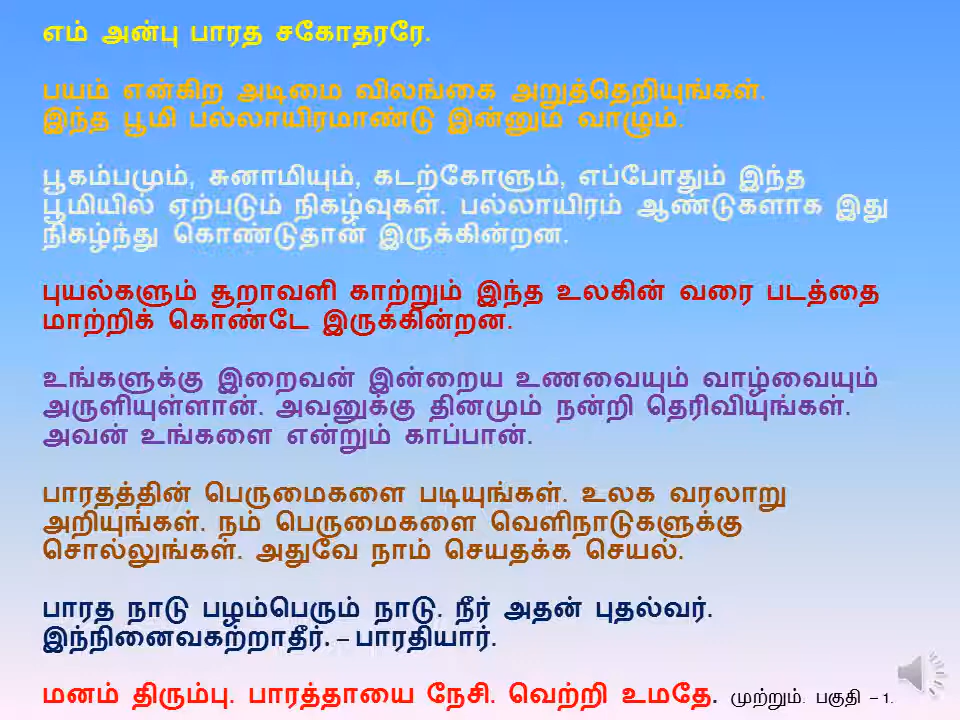 எம் அன்பு பாரத சகோதரரே.
பயம் என்கிற அடிமை விலங்கை அறுத்தெறியுங்கள்.
இந்த பூமி பல்லாயிரமாண்டு இன்னும் வாழும்.
பூகம்பமும், சுனாமியும், கடற்கோளும், எப்போதும் இந்த
பூமியில் ஏற்படும் நிகழ்வுகள். பல்லாயிரம் ஆண்டுகளாக இது
நிகழ்ந்து கொண்டுதான் இருக்கின்றன.
புயல்களும் சூறாவளி காற்றும் இந்த உலகின் வரை படத்தை
மாற்றிக் கொண்டே இருக்கின்றன.
உங்களுக்கு இறைவன் இன்றைய உணவையும் வாழ்வையும்
அருளியுள்ளான். அவனுக்கு தினமும் நன்றி தெரிவியுங்கள்.
அவன் உங்களை என்றும் காப்பான்.
பாரதத்தின் பெருமைகளை படியுங்கள். உலக வரலாறு
அறியுங்கள். நம் பெருமைகளை வெளிநாடுகளுக்கு
சொல்லுங்கள். அதுவே நாம் செயதக்க செயல்.
பாரத நாடு பழம்பெரும் நாடு. நீர் அதன் புதல்வர்.
இந்நினைவகற்றாதீர். – பாரதியார்.
மனம் திரும்பு. பாரத்தாயை நேசி. வெற்றி உமதே. முற்றும். பகுதி – 1.